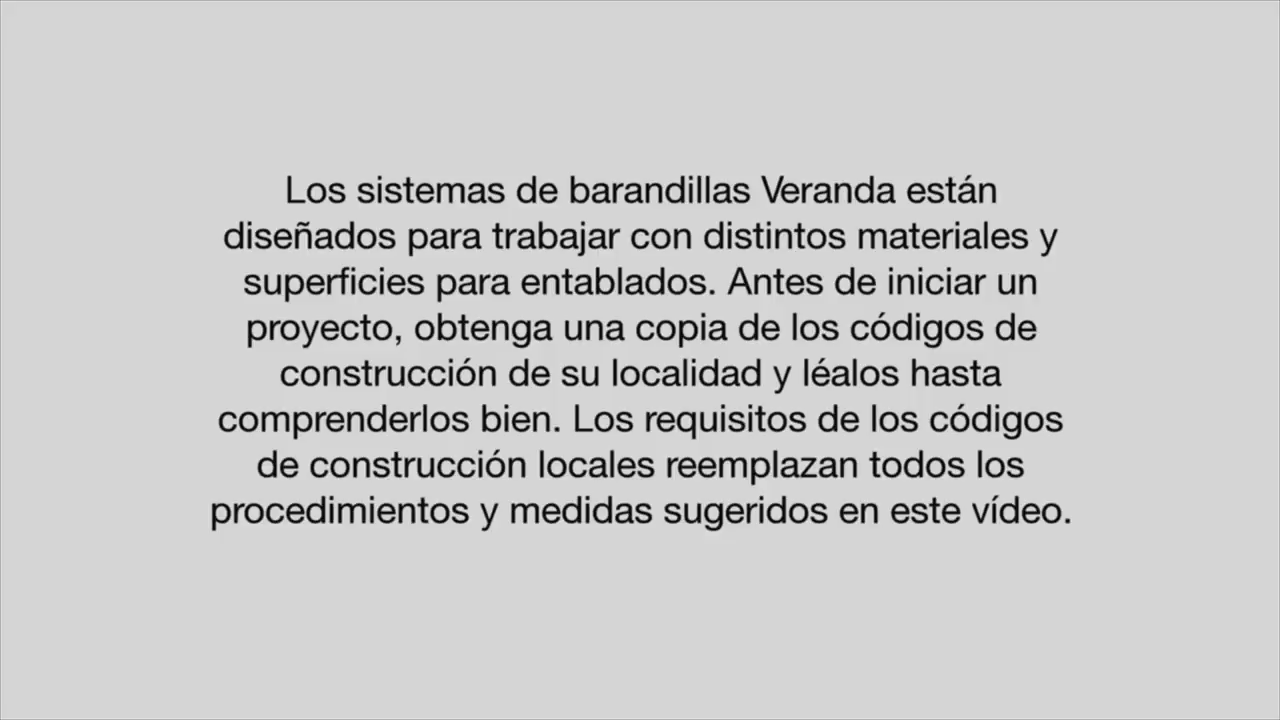 Los sistemas de barandillas Veranda están
diseñados para trabajar con distintos materiales y
superficies para entablados. Antes de iniciar un
proyecto, obtenga una copia de los códigos de
construcción de su localidad y léalos hasta
comprenderlos bien. Los requisitos de los códigos
de construcción locales reemplazan todos los
procedimientos y medidas sugeridos en este vídeo.